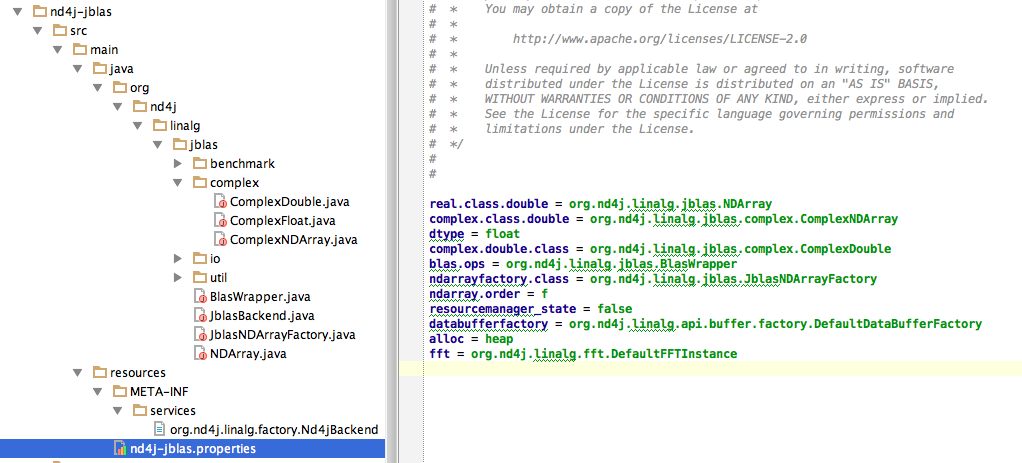 nd4j-jblas
src
main
java
org
nd4j
linalg
jblas
benchmark
complex
ComplexDouble.java
ComplexFloat.java
ComplexNDArray.java
io
util
BlasWrapper.java
JblasBackend.java
JblasNDArrayFactory.java
NDArray.java
resources
META-INF
services
org.nd4j.linalg.factory.Nd4jBackend
nd4j-jblas.properties
#  *    You may obtain a copy of the License at
#  *
#  *        http://www.apache.org/licenses/LICENSE-2.0
#  *
#  *    Unless required by applicable law or agreed to in writing, software
#  *    distributed under the License is distributed on an "AS IS" BASIS,
#  *    WITHOUT WARRANTIES OR CONDITIONS OF ANY KIND, either express or implied.
#  *    See the License for the specific language governing permissions and
#  *    limitations under the License.
#  */
#
#
real.class.double = org.nd4j.linalg.jblas.NDArray
complex.class.double = org.nd4j.linalg.jblas.complex.ComplexNDArray
dtype = float
complex.double.class = org.nd4j.linalg.jblas.complex.ComplexDouble
blas.ops = org.nd4j.linalg.jblas.BlasWrapper
ndarrayfactory.class = org.nd4j.linalg.jblas.JblasNDArrayFactory
ndarray.order = f
resourcemanager_state = false
databufferfactory = org.nd4j.linalg.api.buffer.factory.DefaultDataBufferFactory
alloc = heap
fft = org.nd4j.linalg.fft.DefaultFFTInstance